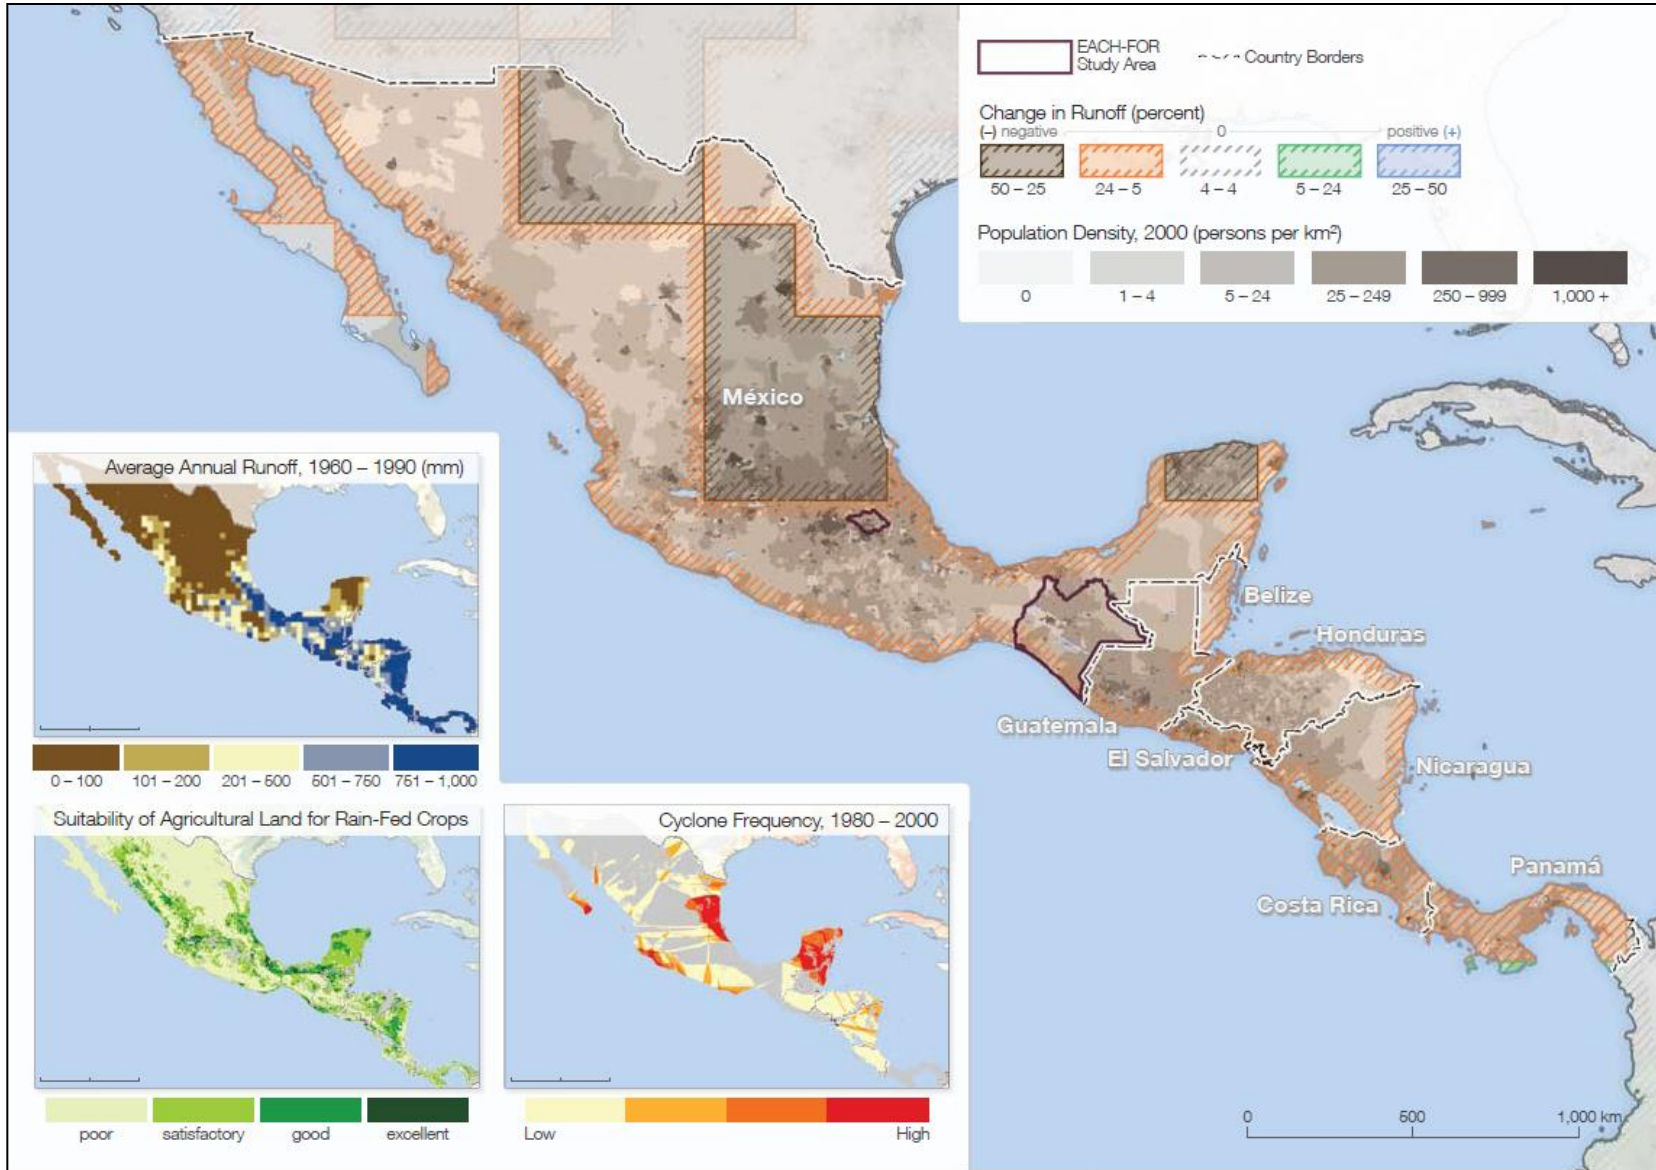 EACH-FOR
Study Area
Country Borders
Change in Runoff (percent)
(–) negative 0 positive (+)
50 – 25 24 – 5 4 – 4 5 – 24 25 – 50
Population Density, 2000 (persons per km²)
0 1 – 4 5 – 24 25 – 249 250 – 999 1,000 +
México
Belize
Honduras
Guatemala
El Salvador
Nicaragua
Panamá
Costa Rica
Average Annual Runoff, 1960 – 1990 (mm)
0 – 100 101 – 200 201 – 600 601 – 750 751 – 1,000
Suitability of Agricultural Land for Rain-Fed Crops
poor satisfactory good excellent
Cyclone Frequency, 1980 – 2000
Low High
0 500 1,000 km